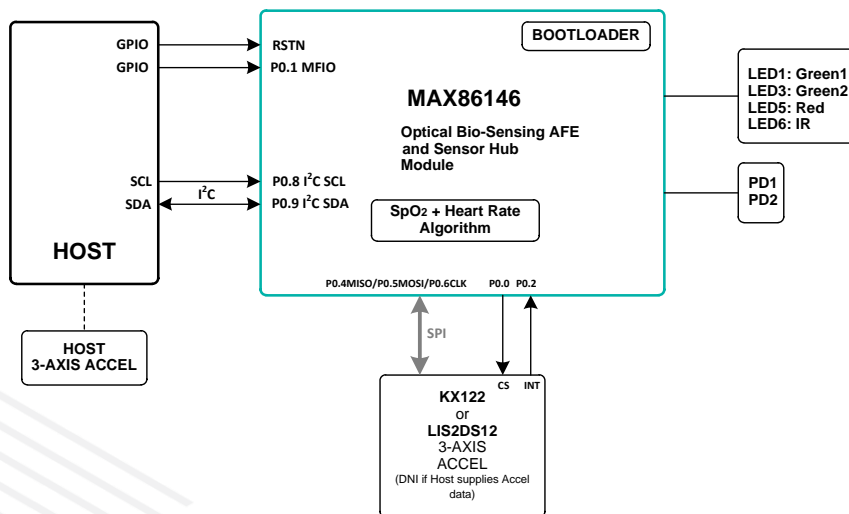 GPIO
GPIO
SCL
SDA
I²C
HOST
HOST
3-AXIS ACCEL
BOOTLOADER
RSTN
P0.1 MFIO
MAX86146
Optical Bio-Sensing AFE
and Sensor Hub
Module
P0.8 I²C SCL
P0.9 I²C SDA
SpO2 + Heart Rate
Algorithm
P0.4MISO/P0.5MOSI/P0.6CLK
P0.0
P0.2
LED1: Green1
LED3: Green2
LED5: Red
LED6: IR
PD1
PD2
SPI
CS
INT
KX122
or
LIS2DS12
3-AXIS
ACCEL
(DNI if Host supplies Accel
data)